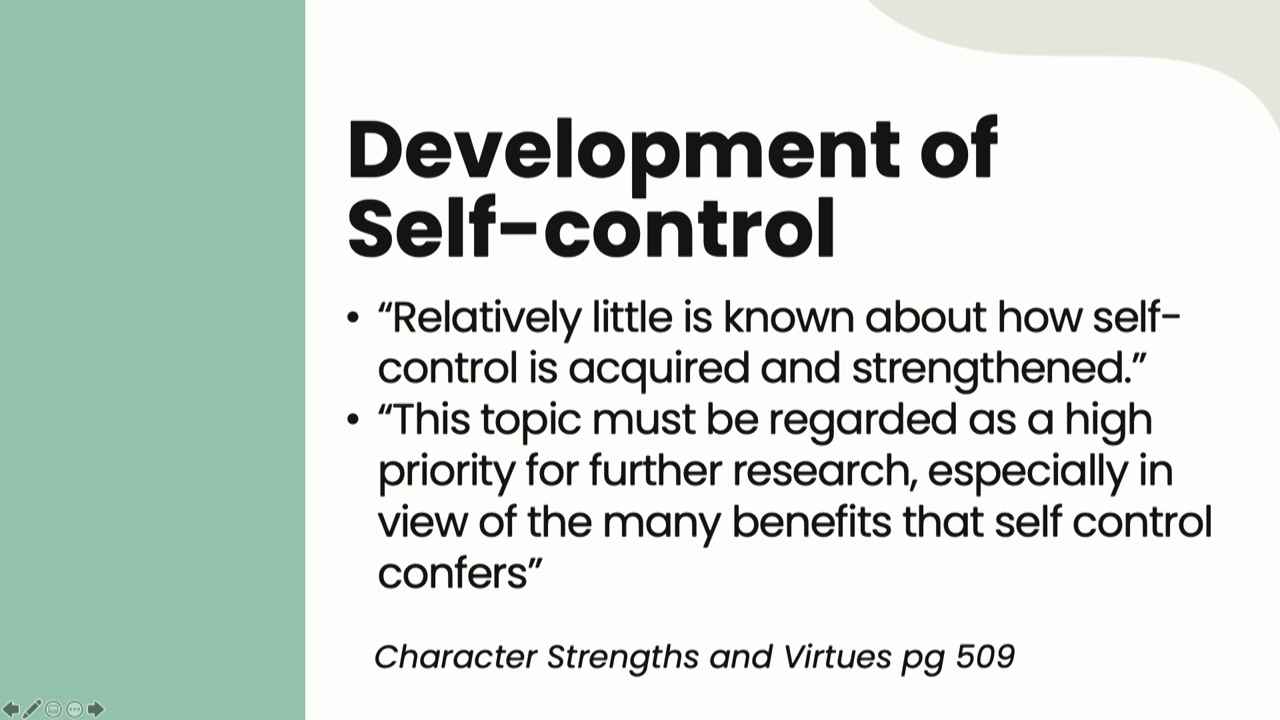 Development of
Self-control
• “Relatively little is known about how self-
control is acquired and strengthened.”
• “This topic must be regarded as a high
priority for further research, especially in
view of the many benefits that self control
confers”
Character Strengths and Virtues pg 509